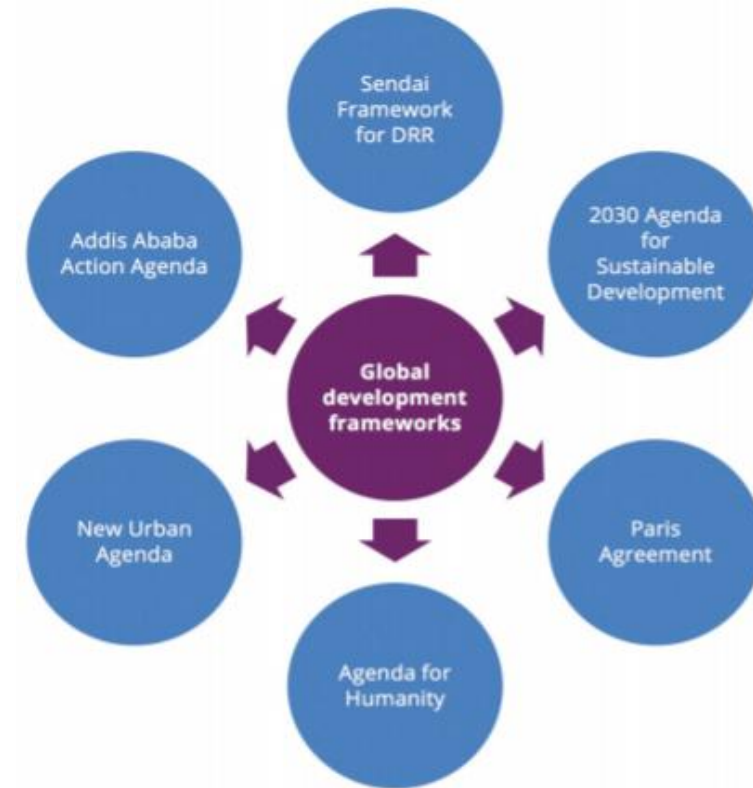 Sendai
Framework
for DRR
Addis Ababa
Action Agenda
2030 Agenda
for
Sustainable
Development
Global
development
frameworks
New Urban
Agenda
Paris
Agreement
Agenda for
Humanity